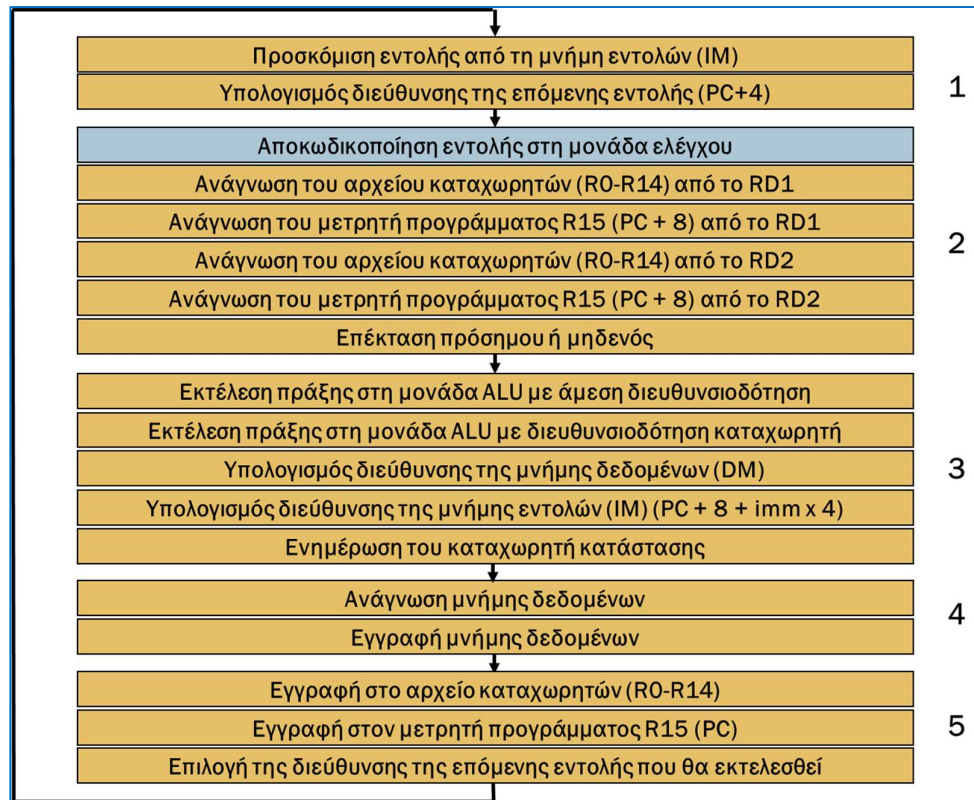 Προσκόμιση εντολής από τη μνήμη εντολών (IM)
Υπολογισμός διεύθυνσης της επόμενης εντολής (PC+4)
1
Αποκωδικοποίηση εντολής στη μονάδα ελέγχου
Ανάγνωση του αρχείου καταχωρητών (R0-R14) από το RD1
Ανάγνωση του μετρητή προγράμματος R15 (PC + 8) από το RD1
Ανάγνωση του αρχείου καταχωρητών (R0-R14) από το RD2
Ανάγνωση του μετρητή προγράμματος R15 (PC + 8) από το RD2
Επέκταση πρόσημου ή μηδενός
2
Εκτέλεση πράξης στη μονάδα ALU με άμεση διευθυνσιοδότηση
Εκτέλεση πράξης στη μονάδα ALU με διευθυνσιοδότηση καταχωρητή
Υπολογισμός διεύθυνσης της μνήμης δεδομένων (DM)
Υπολογισμός διεύθυνσης της μνήμης εντολών (IM) (PC + 8 + imm x 4)
Ενημέρωση του καταχωρητή κατάστασης
3
Ανάγνωση μνήμης δεδομένων
Εγγραφή μνήμης δεδομένων
4
Εγγραφή στο αρχείο καταχωρητών (R0-R14)
Εγγραφή στον μετρητή προγράμματος R15 (PC)
Επιλογή της διεύθυνσης της επόμενης εντολής που θα εκτελεσθεί
5